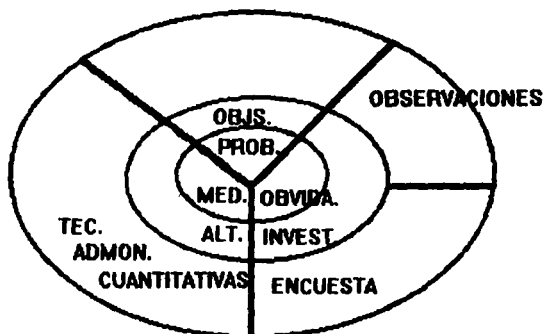 OBSERVACIONES
OBJS.
PROB.
MED. OBVIDA.
ALT. INVEST
TEC.
ADMON.
CUANTITATIVAS
ENCUESTA